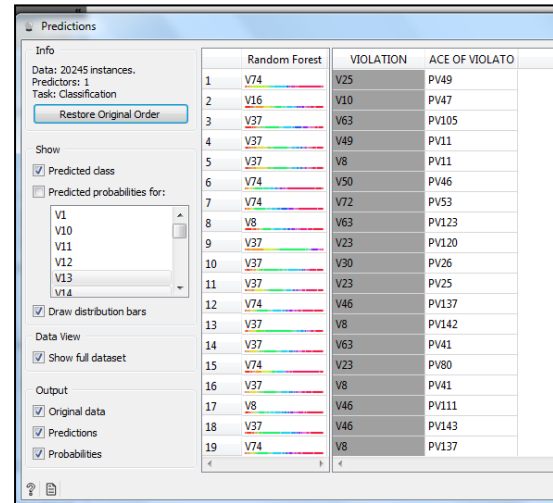 Predictions
Info
Data: 20245 instances.
Predictors: 1
Task: Classification
Restore Original Order
Show
Predicted class
Predicted probabilities for:
V1
V10
V11
V12
V13
V14
Draw distribution bars
Data View
Show full dataset
Output
Original data
Predictions
Probabilities
Random Forest VIOLATION ACE OF VIOLATO
1 V74 V25 PV49
2 V16 V10 PV47
3 V37 V63 PV105
4 V37 V49 PV11
5 V37 V8 PV11
6 V74 V50 PV46
7 V74 V72 PV53
8 V8 V63 PV123
9 V37 V23 PV120
10 V37 V30 PV26
11 V37 V23 PV25
12 V74 V46 PV137
13 V37 V8 PV142
14 V37 V63 PV41
15 V74 V23 PV80
16 V37 V8 PV41
17 V8 V46 PV111
18 V37 V46 PV143
19 V74 V8 PV137
?